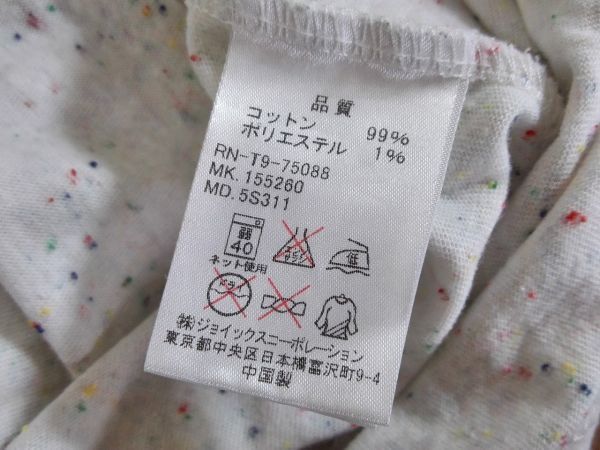 品質
コットン 99%
ポリエステル 1%
RN-T9-75088
MK. 155260
MD. 5S311
弱 40
エンソサラシ
低
ネット使用
ドライ
(株)ジョイックスコーポレーション
東京都中央区日本橋富沢町9-4
中国製